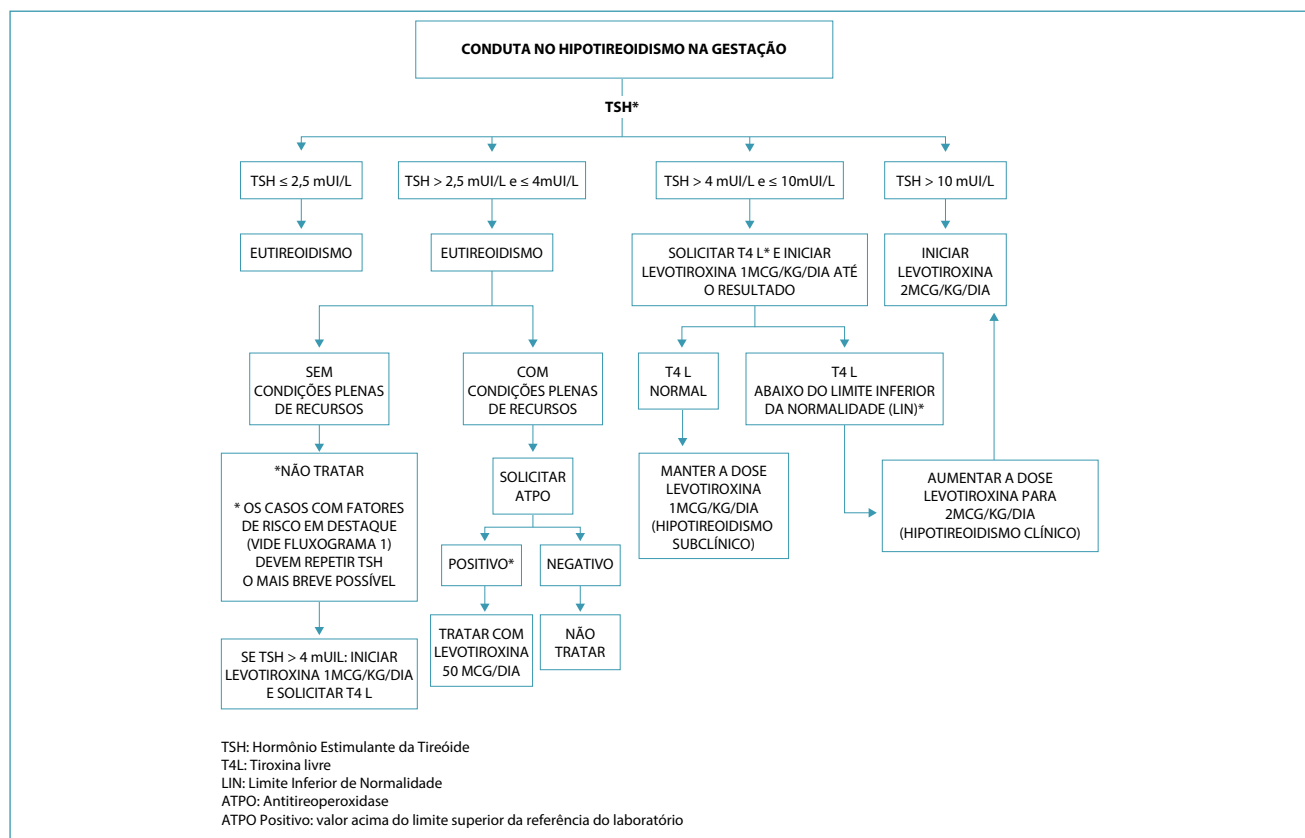 CONDUTA NO HIPOTIREOIDISMO NA GESTAÇÃO
TSH*
TSH ≤ 2,5 mUI/L
TSH > 2,5 mUI/L e ≤ 4mUI/L
TSH > 4 mUI/L e ≤ 10mUI/L
TSH > 10 mUI/L
EUTIREOIDISMO
EUTIREOIDISMO
SOLICITAR T4 L* E INICIAR
LEVOTIROXINA 1MCG/KG/DIA ATÉ
O RESULTADO
INICIAR
LEVOTIROXINA
2MCG/KG/DIA
SEM
CONDIÇÕES PLENAS
DE RECURSOS
COM
CONDIÇÕES PLENAS
DE RECURSOS
T4 L
NORMAL
T4 L
ABAIXO DO LIMITE INFERIOR
DA NORMALIDADE (LIN)*
*NÃO TRATAR
* OS CASOS COM FATORES
DE RISCO EM DESTAQUE
(VIDE FLUXOGRAMA 1)
DEVEM REPETIR TSH
O MAIS BREVE POSSÍVEL
SOLICITAR
ATPO
MANTER A DOSE
LEVOTIROXINA
1MCG/KG/DIA
(HIPOTIREOIDISMO
SUBCLÍNICO)
AUMENTAR A DOSE
LEVOTIROXINA PARA
2MCG/KG/DIA
(HIPOTIREOIDISMO CLÍNICO)
POSITIVO*
NEGATIVO
SE TSH > 4 mUIL: INICIAR
LEVOTIROXINA 1MCG/KG/DIA
E SOLICITAR T4 L
TRATAR COM
LEVOTIROXINA
50 MCG/DIA
NÃO
TRATAR
TSH: Hormônio Estimulante da Tireóide
T4L: Tiroxina livre
LIN: Limite Inferior de Normalidade
ATPO: Antitireoperoxidase
ATPO Positivo: valor acima do limite superior da referência do laboratório